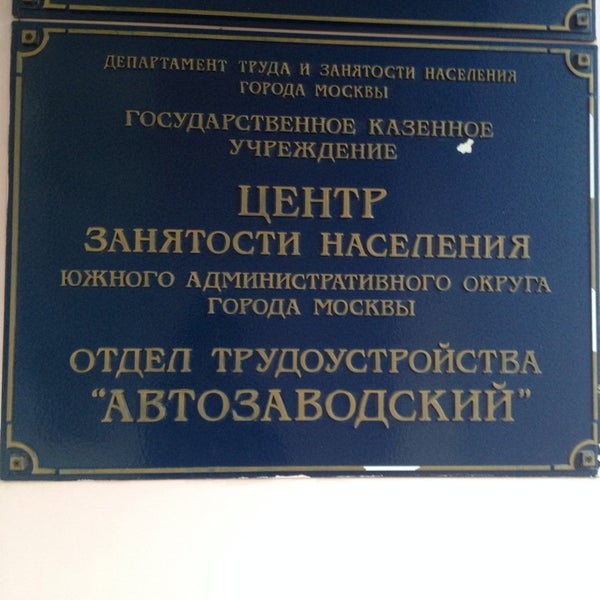 ДЕПАРТАМЕНТ ТРУДА И ЗАНЯТОСТИ НАСЕЛЕНИЯ
ГОРОДА МОСКВЫ
ГОСУДАРСТВЕННОЕ КАЗЕННОЕ
УЧРЕЖДЕНИЕ
ЦЕНТР
ЗАНЯТОСТИ НАСЕЛЕНИЯ
ЮЖНОГО АДМИНИСТРАТИВНОГО ОКРУГА
ГОРОДА МОСКВЫ
ОТДЕЛ ТРУДОУСТРОЙСТВА
"АВТОЗАВОДСКИЙ"